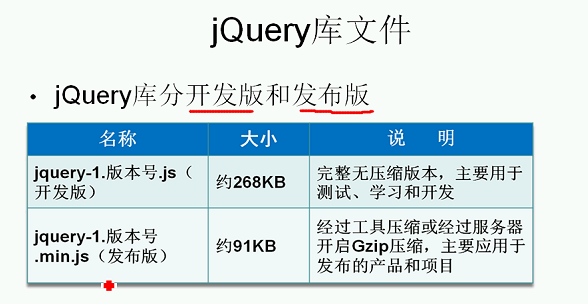 jQuery库文件
• jQuery库分开发版和发布版
名称 大小 说 明
jquery-1.版本号.js（
开发版）
约268KB
完整无压缩版本，主要用于
测试、学习和开发
jquery-1.版本号
.min.js（发布版）
约91KB
经过工具压缩或经过服务器
开启Gzip压缩，主要应用于
发布的产品和项目